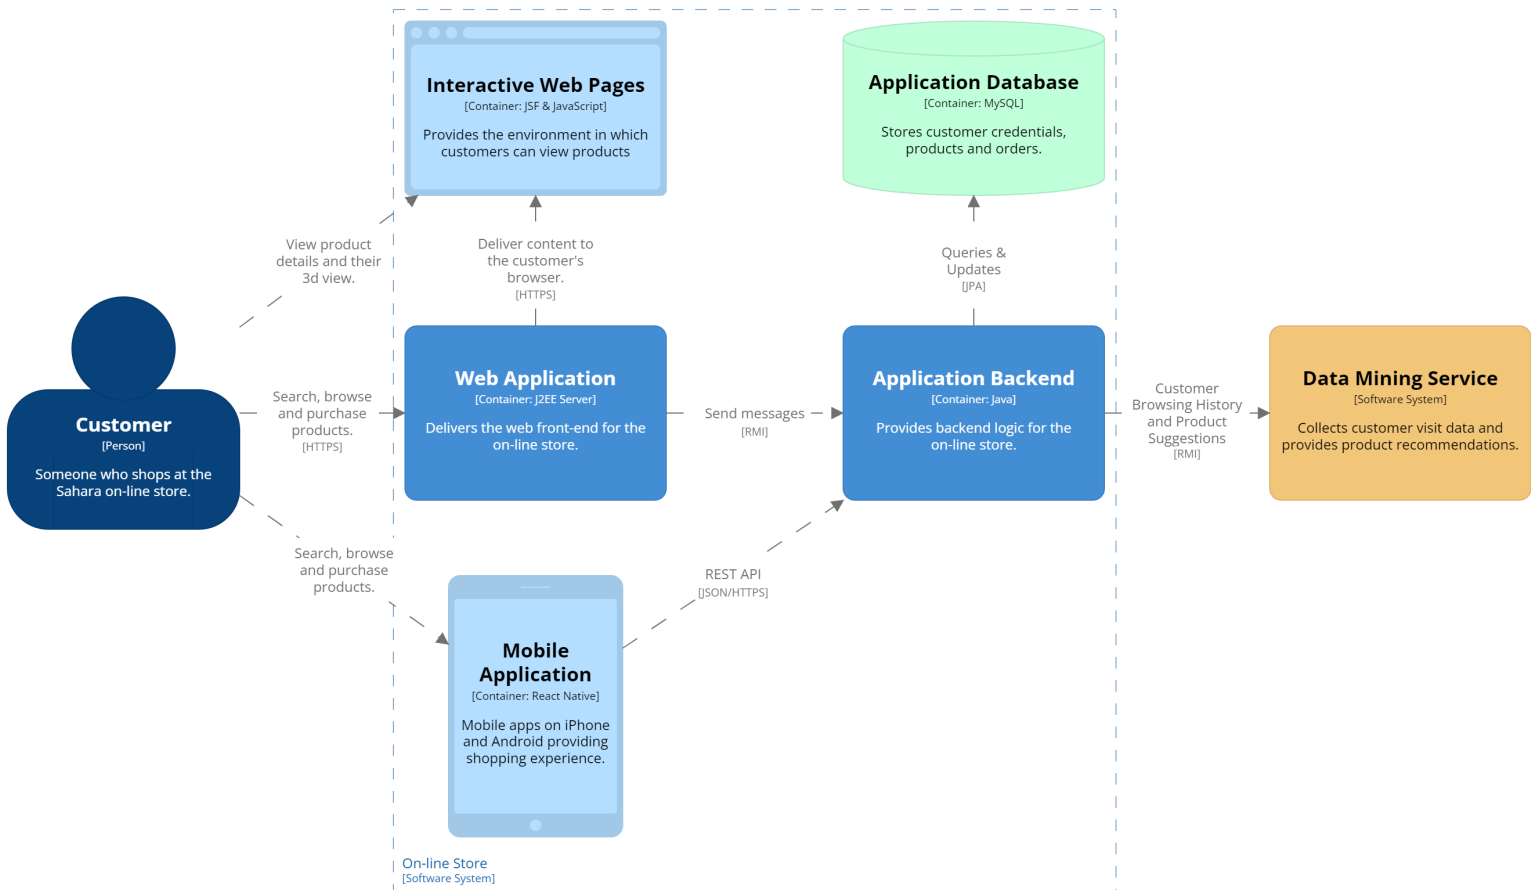 Interactive Web Pages
[Container: JSF & JavaScript]
Provides the environment in which
customers can view products
Application Database
[Container: MySQL]
Stores customer credentials,
products and orders.
View product
details and their
3d view.
Deliver content to
the customer's
browser.
[HTTPS]
Queries &
Updates
[JPA]
Customer
[Person]
Someone who shops at the
Sahara on-line store.
Search, browse
and purchase
products.
[HTTPS]
Web Application
[Container: J2EE Server]
Delivers the web front-end for the
on-line store.
Send messages
[RMI]
Application Backend
[Container: Java]
Provides backend logic for the
on-line store.
Customer
Browsing History
and Product
Suggestions
[RMI]
Data Mining Service
[Software System]
Collects customer visit data and
provides product recommendations.
Search, browse
and purchase
products.
REST API
[JSON/HTTPS]
Mobile
Application
[Container: React Native]
Mobile apps on iPhone
and Android providing
shopping experience.
On-line Store
[Software System]